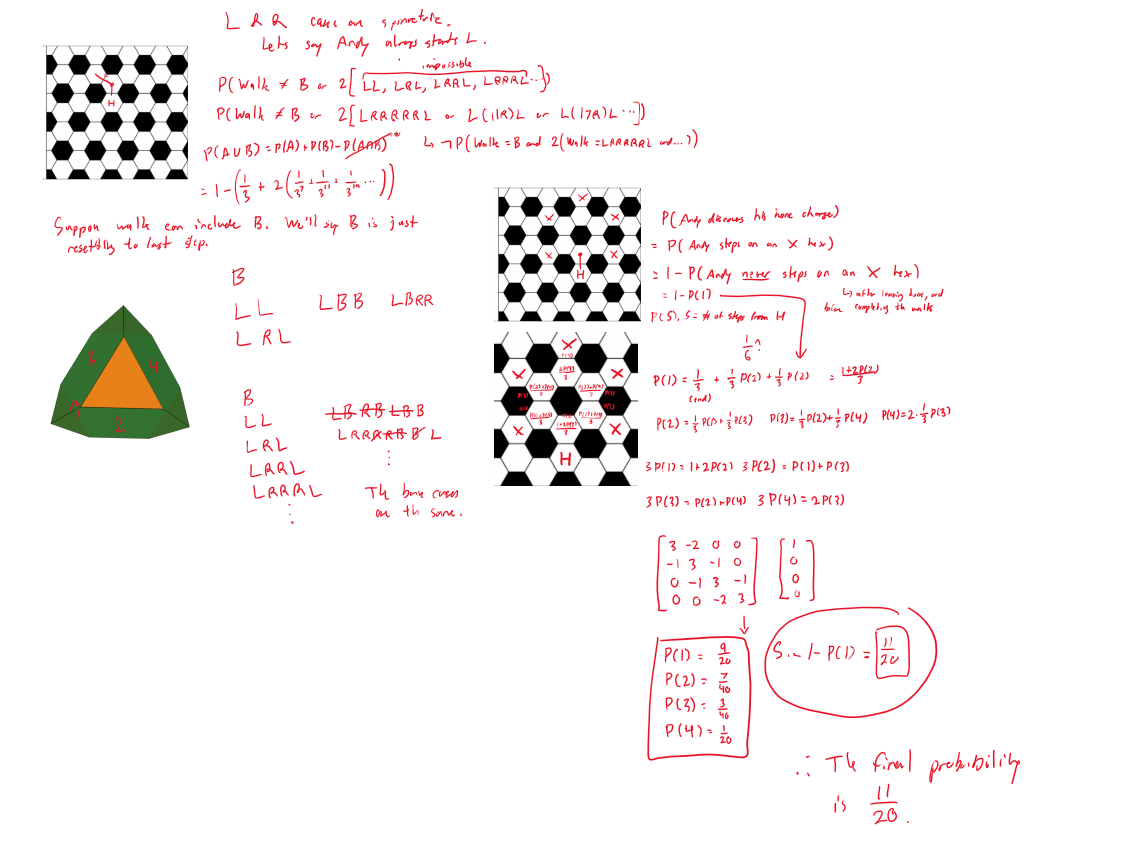 L R R cases are symmetric.
Lets say Andy always starts L.
impossible
P(Walk ≠ B or 2[LL, LRL, LRRL, LRRRL...])
P(Walk ≠ B or 2[LRRRRRL or L(11R)L or L(17R)L ...])
P(A∪B) = P(A)+P(B)-P(A∩B) ↳ ¬P(Walk = B and 2(Walk = LRRRRRL and...))
= 1-(1/3 + 2(1/3^7 + 1/3^13 + 1/3^19 ...))
H
Suppose walk can include B. We'll say B is just
resetting to last step.
B
LL LBB LBRR
LRL
3 4
2
B
LL LB RB LB B
LRL LRRRRB B L
LRRL ⋮
LRRRL The base cases
⋮ are the same.
X
X X
X X
H
P(Andy discovers his home change)
= P(Andy steps on an X hex)
= 1 - P(Andy never steps on an X hex)
= 1 - P(1) ↳ after leaving home, and
before completing the walk
P(S), S = # of steps from H
1/6?
P(1) = 1/3 + 1/3 P(2) + 1/3 P(2) = (1+2P(2))/3
(end)
P(2) = 1/3 P(1) + 1/3 P(3) P(3) = 1/3 P(2) + 1/3 P(4) P(4) = 2·1/3 P(3)
3P(1) = 1+2P(2) 3P(2) = P(1)+P(3)
3P(3) = P(2)+P(4) 3P(4) = 2P(3)
X
X X
X X
H
3 -2 0 0 1
-1 3 -1 0 0
0 -1 3 -1 0
0 0 -2 3 0
P(1) = 9/20
P(2) = 7/40
P(3) = 3/40
P(4) = 1/20
1 - P(1) = 11/20
∴ The final probability
is 11/20.